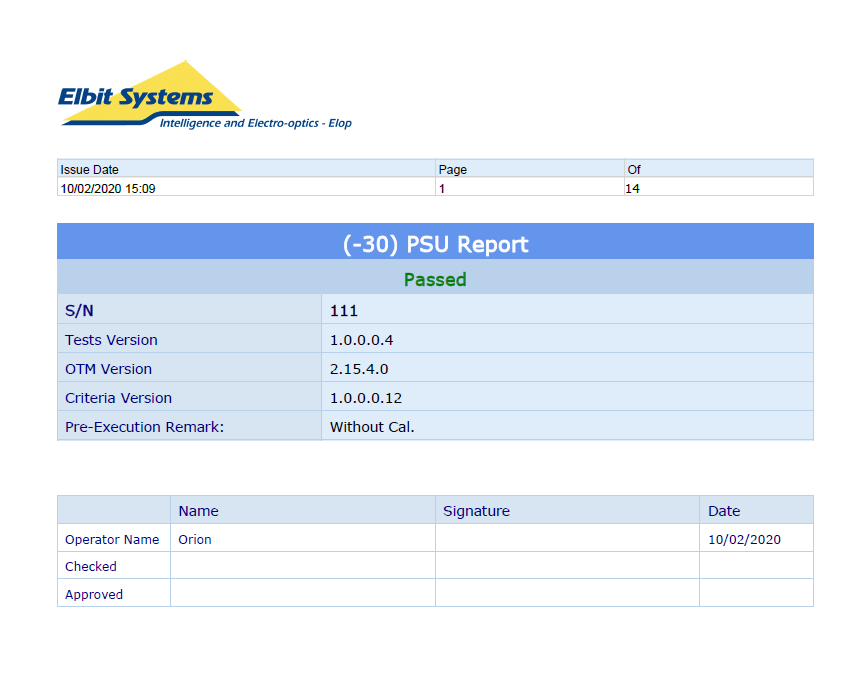 Elbit Systems
Intelligence and Electro-optics - Elop
Issue Date Page Of
10/02/2020 15:09 1 14
(-30) PSU Report
Passed
S/N 111
Tests Version 1.0.0.0.4
OTM Version 2.15.4.0
Criteria Version 1.0.0.0.12
Pre-Execution Remark: Without Cal.
Name Signature Date
Operator Name Orion 10/02/2020
Checked
Approved